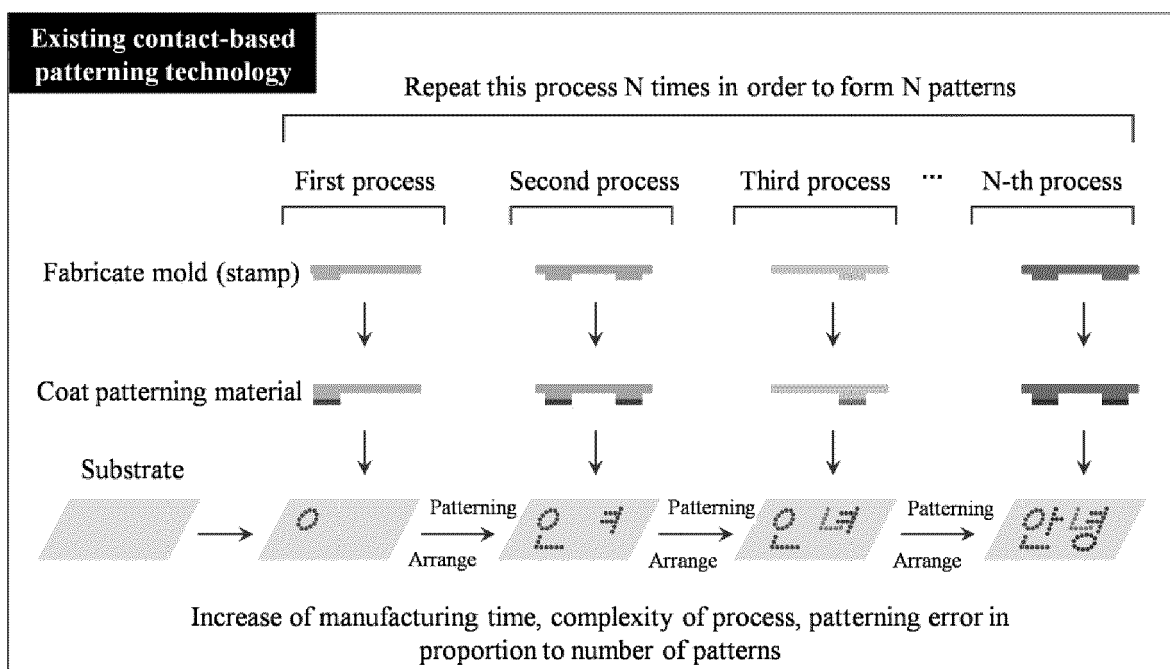 Existing contact-based
patterning technology
Repeat this process N times in order to form N patterns
First process
Second process
Third process
...
N-th process
Fabricate mold (stamp)
Coat patterning material
Substrate
Patterning
Arrange
Patterning
Arrange
Patterning
Arrange
안녕
Increase of manufacturing time, complexity of process, patterning error in
proportion to number of patterns